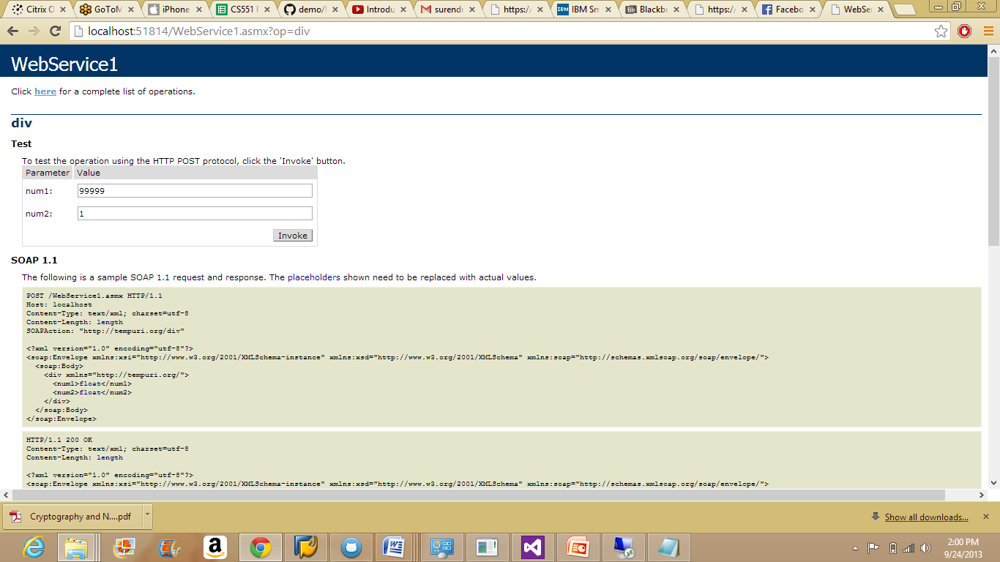 Citrix O
GoToM
iPhone
CS551 F
demo/
Introdu
surendr
https:/
IBM Sm
Blackbo
https:/
Facebo
WebSer
localhost:51814/WebService1.asmx?op=div
WebService1
Click here for a complete list of operations.
div
Test
To test the operation using the HTTP POST protocol, click the 'Invoke' button.
Parameter Value
num1: 99999
num2: 1
Invoke
SOAP 1.1
The following is a sample SOAP 1.1 request and response. The placeholders shown need to be replaced with actual values.
POST /WebService1.asmx HTTP/1.1
Host: localhost
Content-Type: text/xml; charset=utf-8
Content-Length: length
SOAPAction: "http://tempuri.org/div"
<?xml version="1.0" encoding="utf-8"?>
<soap:Envelope xmlns:xsi="http://www.w3.org/2001/XMLSchema-instance" xmlns:xsd="http://www.w3.org/2001/XMLSchema" xmlns:soap="http://schemas.xmlsoap.org/soap/envelope/">
<soap:Body>
<div xmlns="http://tempuri.org/">
<num1>float</num1>
<num2>float</num2>
</div>
</soap:Body>
</soap:Envelope>
HTTP/1.1 200 OK
Content-Type: text/xml; charset=utf-8
Content-Length: length
<?xml version="1.0" encoding="utf-8"?>
<soap:Envelope xmlns:xsi="http://www.w3.org/2001/XMLSchema-instance" xmlns:xsd="http://www.w3.org/2001/XMLSchema" xmlns:soap="http://schemas.xmlsoap.org/soap/envelope/">
Cryptography and N....pdf
Show all downloads...
2:00 PM
9/24/2013